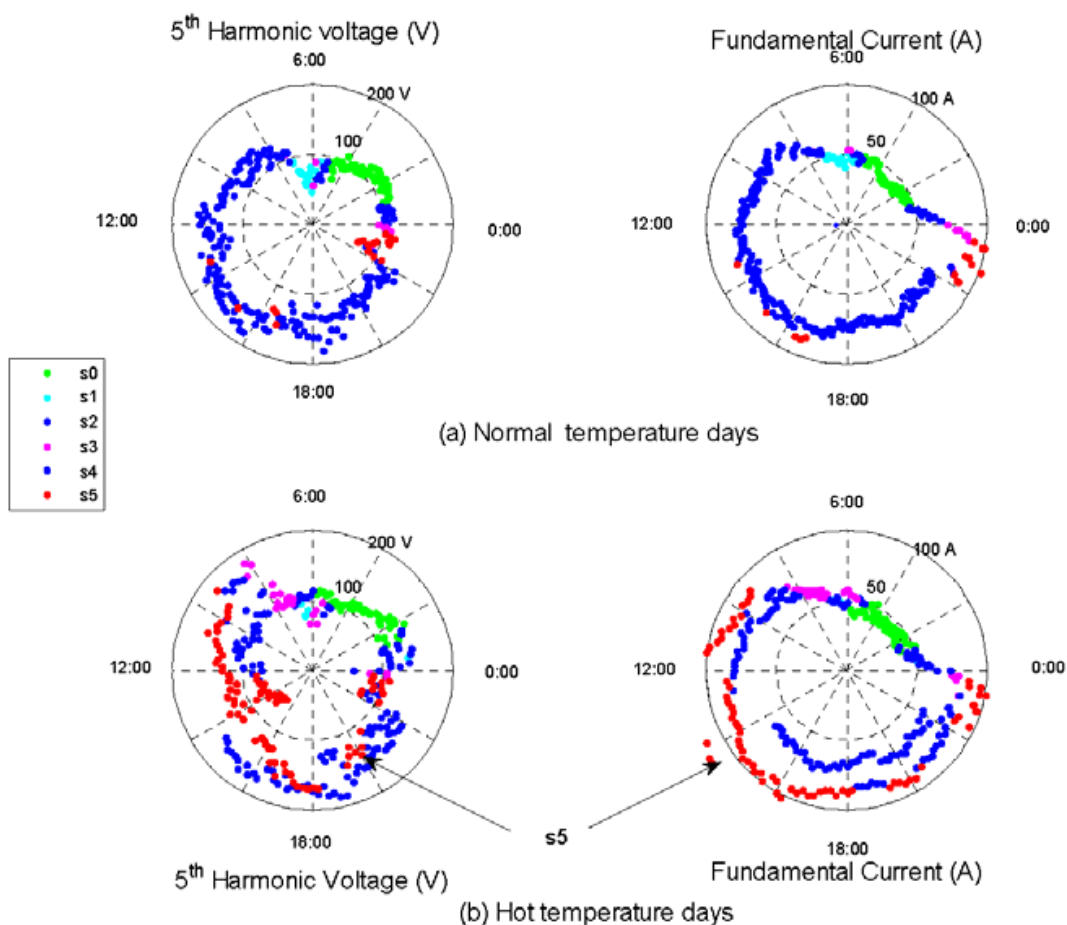 5th Harmonic voltage (V)
Fundamental Current (A)
6:00
6:00
200 V
100 A
100
50
12:00
0:00
12:00
0:00
18:00
18:00
s0
s1
s2
s3
s4
s5
(a) Normal temperature days
6:00
6:00
200 V
100 A
100
50
12:00
0:00
12:00
0:00
s5
18:00
18:00
5th Harmonic Voltage (V)
Fundamental Current (A)
(b) Hot temperature days